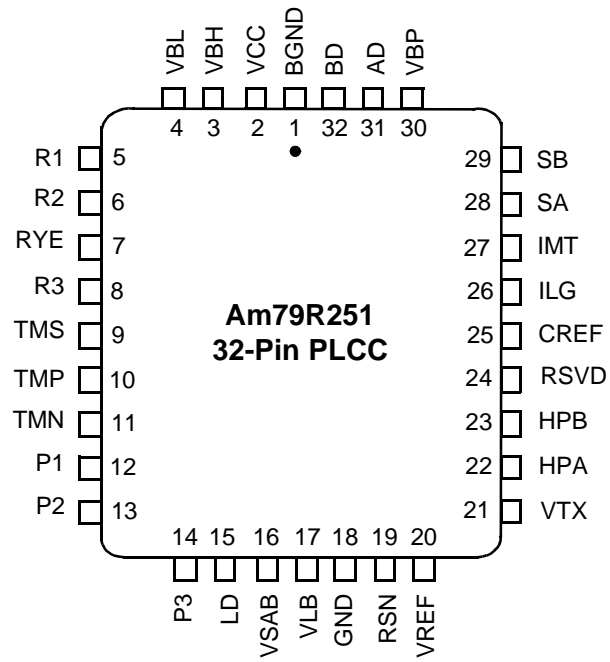 VBL VBH VCC BGND BD AD VBP
4 3 2 1 32 31 30
R1 5 29 SB
R2 6 28 SA
RYE 7 27 IMT
R3 8 26 ILG
TMS 9 25 CREF
TMP 10 24 RSVD
TMN 11 23 HPB
P1 12 22 HPA
P2 13 21 VTX
Am79R251
32-Pin PLCC
14 15 16 17 18 19 20
P3 LD VSAB VLB GND RSN VREF